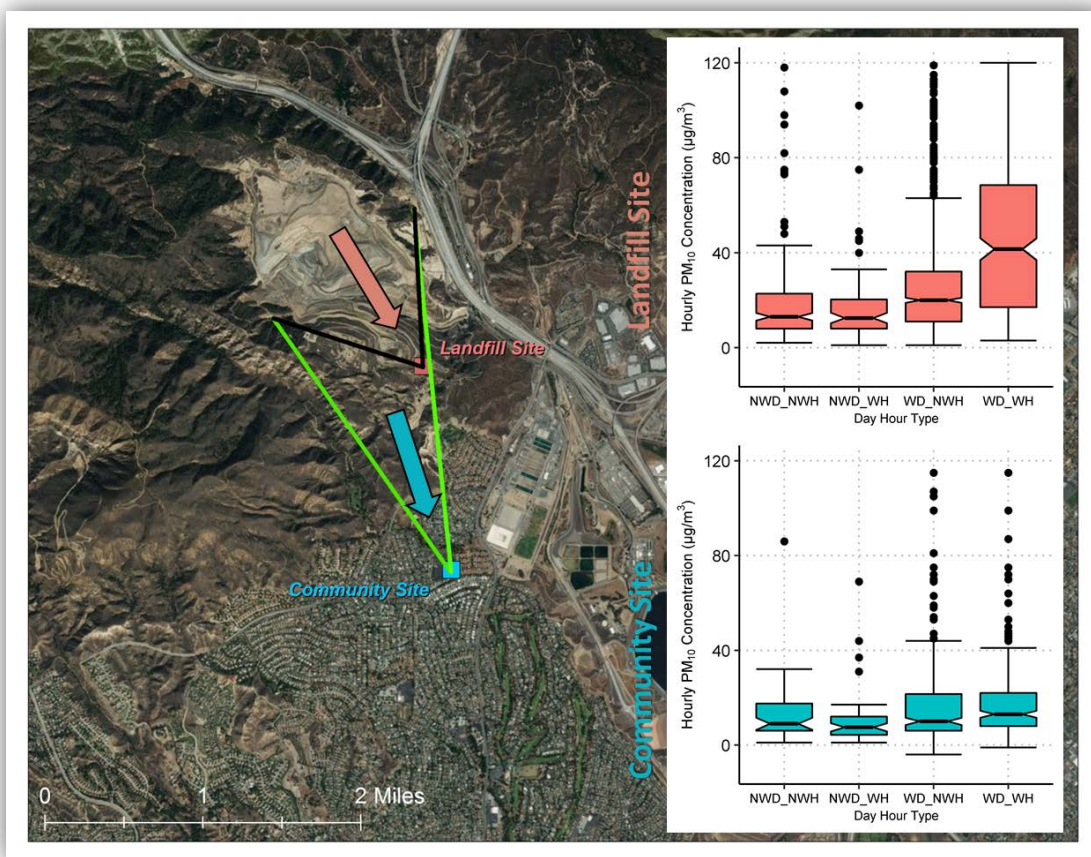 Landfill Site
Community Site
0 1 2 Miles
Landfill Site
Hourly PM₁₀ Concentration (µg/m³)
120
80
40
0
NWD_NWH NWD_WH WD_NWH WD_WH
Day Hour Type
Community Site
Hourly PM₁₀ Concentration (µg/m³)
120
80
40
0
NWD_NWH NWD_WH WD_NWH WD_WH
Day Hour Type